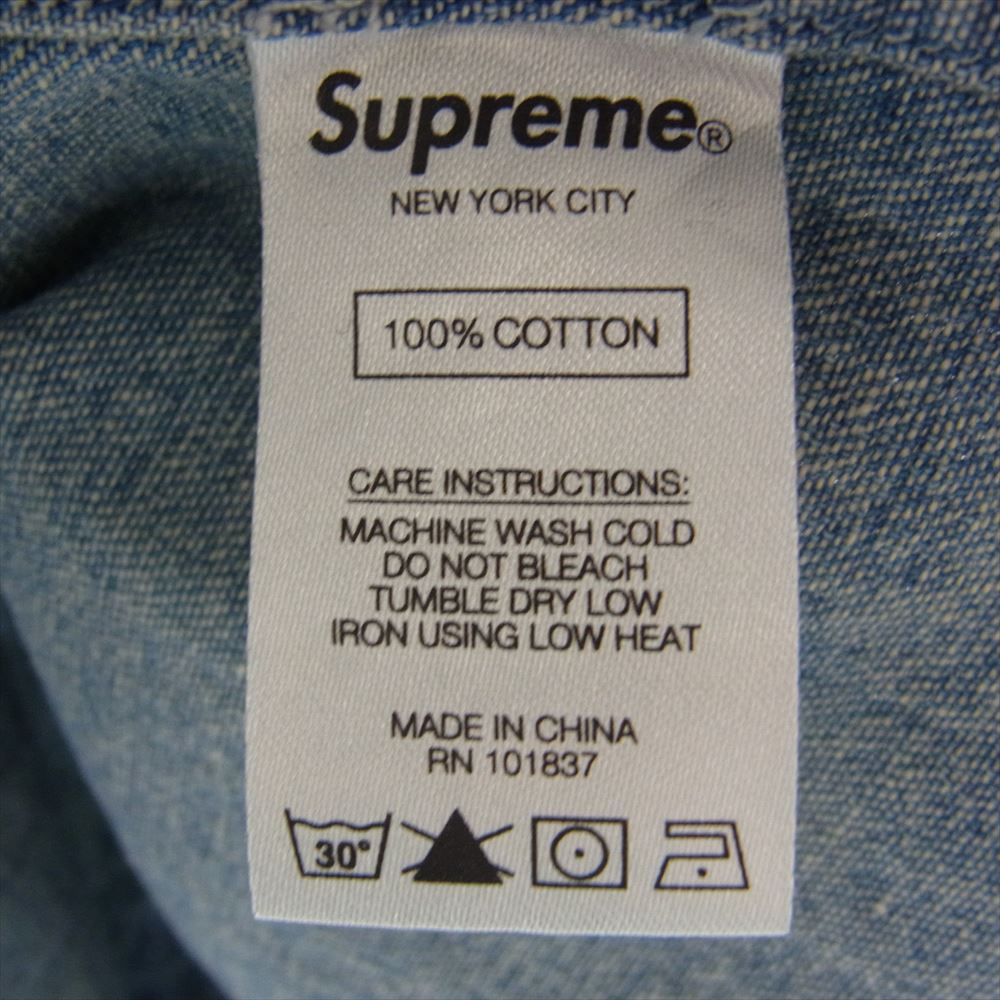 Supreme®
NEW YORK CITY
100% COTTON
CARE INSTRUCTIONS:
MACHINE WASH COLD
DO NOT BLEACH
TUMBLE DRY LOW
IRON USING LOW HEAT
MADE IN CHINA
RN 101837
30°